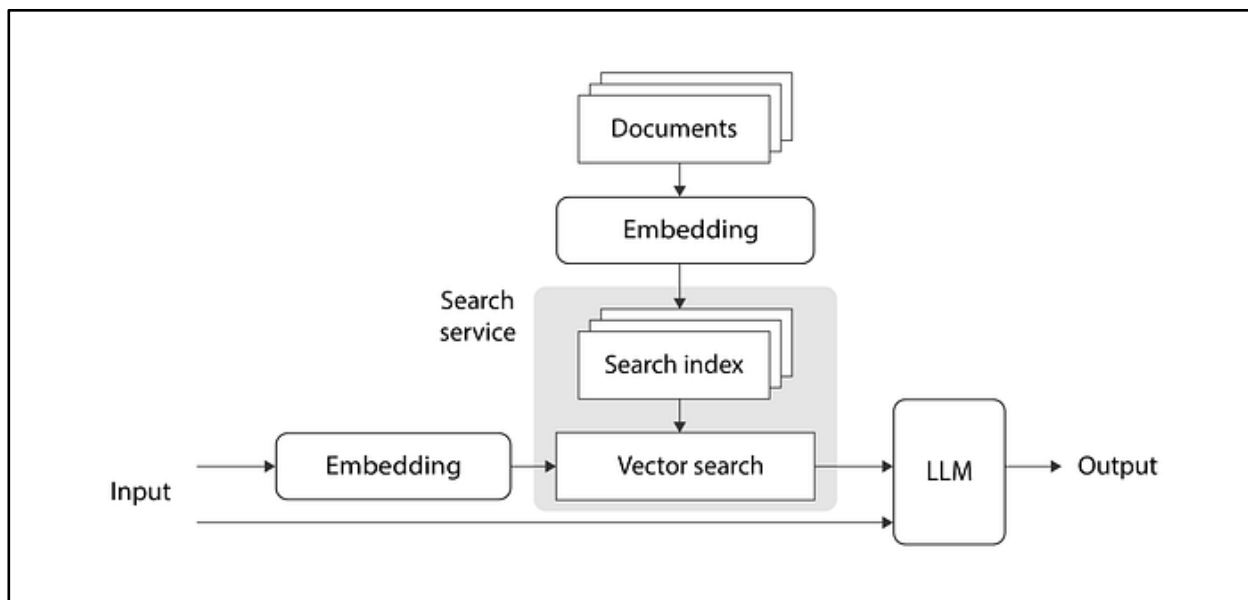 Documents
Embedding
Search
service
Search index
Embedding
Vector search
LLM
Output
Input